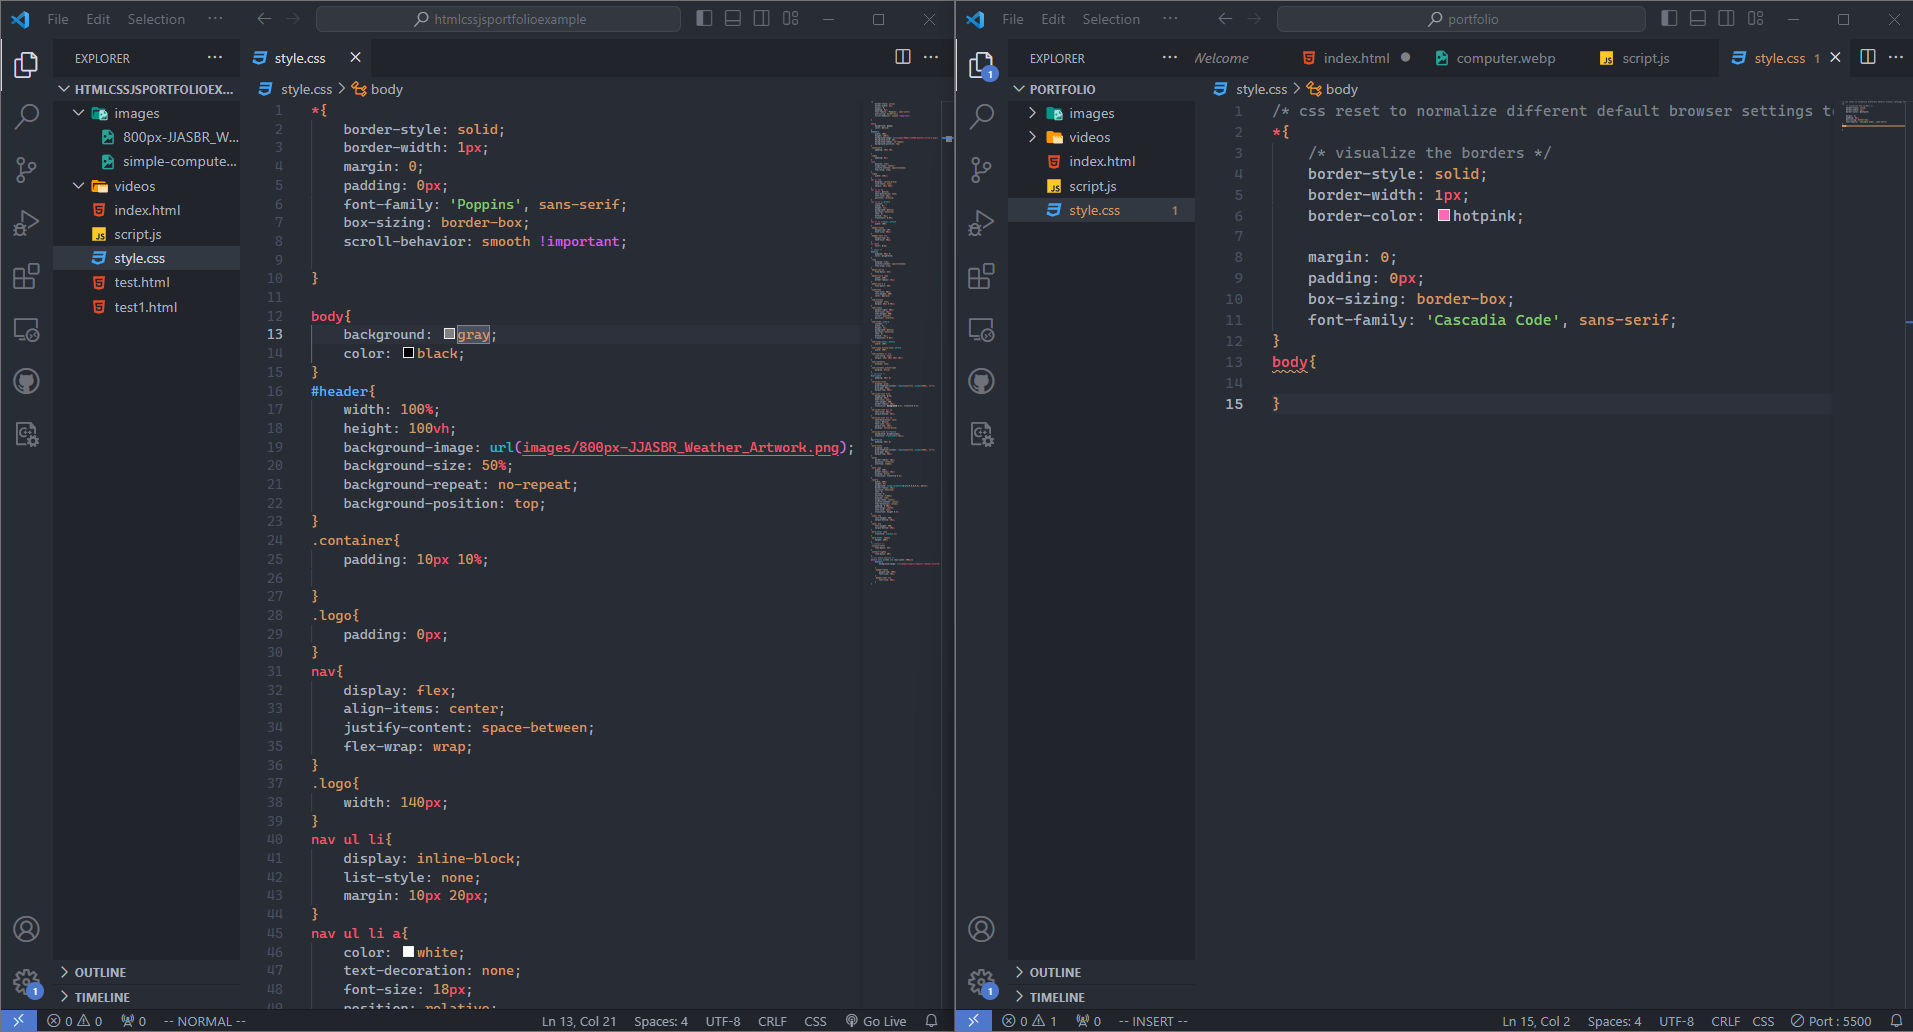 File Edit Selection ··· htmlcssjsportfolioexample
EXPLORER ···
HTMLCSSJSPORTFOLIOEX...
images
800px-JJASBR_W...
simple-compute...
videos
index.html
script.js
style.css
test.html
test1.html
OUTLINE
TIMELINE
style.css
style.css > body
1 *{
2 border-style: solid;
3 border-width: 1px;
4 margin: 0;
5 padding: 0px;
6 font-family: 'Poppins', sans-serif;
7 box-sizing: border-box;
8 scroll-behavior: smooth !important;
9
10 }
11
12 body{
13 background: gray;
14 color: black;
15 }
16 #header{
17 width: 100%;
18 height: 100vh;
19 background-image: url(images/800px-JJASBR_Weather_Artwork.png);
20 background-size: 50%;
21 background-repeat: no-repeat;
22 background-position: top;
23 }
24 .container{
25 padding: 10px 10%;
26
27 }
28 .logo{
29 padding: 0px;
30 }
31 nav{
32 display: flex;
33 align-items: center;
34 justify-content: space-between;
35 flex-wrap: wrap;
36 }
37 .logo{
38 width: 140px;
39 }
40 nav ul li{
41 display: inline-block;
42 list-style: none;
43 margin: 10px 20px;
44 }
45 nav ul li a{
46 color: white;
47 text-decoration: none;
48 font-size: 18px;
49 position: relative;
1
0 0 0 -- NORMAL -- Ln 13, Col 21 Spaces: 4 UTF-8 CRLF CSS Go Live
File Edit Selection ··· portfolio
1
EXPLORER ···
PORTFOLIO
images
videos
index.html
script.js
style.css 1
OUTLINE
TIMELINE
Welcome index.html computer.webp script.js style.css 1
style.css > body
1 /* css reset to normalize different default browser settings t
2 *{
3 /* visualize the borders */
4 border-style: solid;
5 border-width: 1px;
6 border-color: hotpink;
7
8 margin: 0;
9 padding: 0px;
10 box-sizing: border-box;
11 font-family: 'Cascadia Code', sans-serif;
12 }
13 body{
14
15 }
1
0 1 0 -- INSERT -- Ln 15, Col 2 Spaces: 4 UTF-8 CRLF CSS Port : 5500